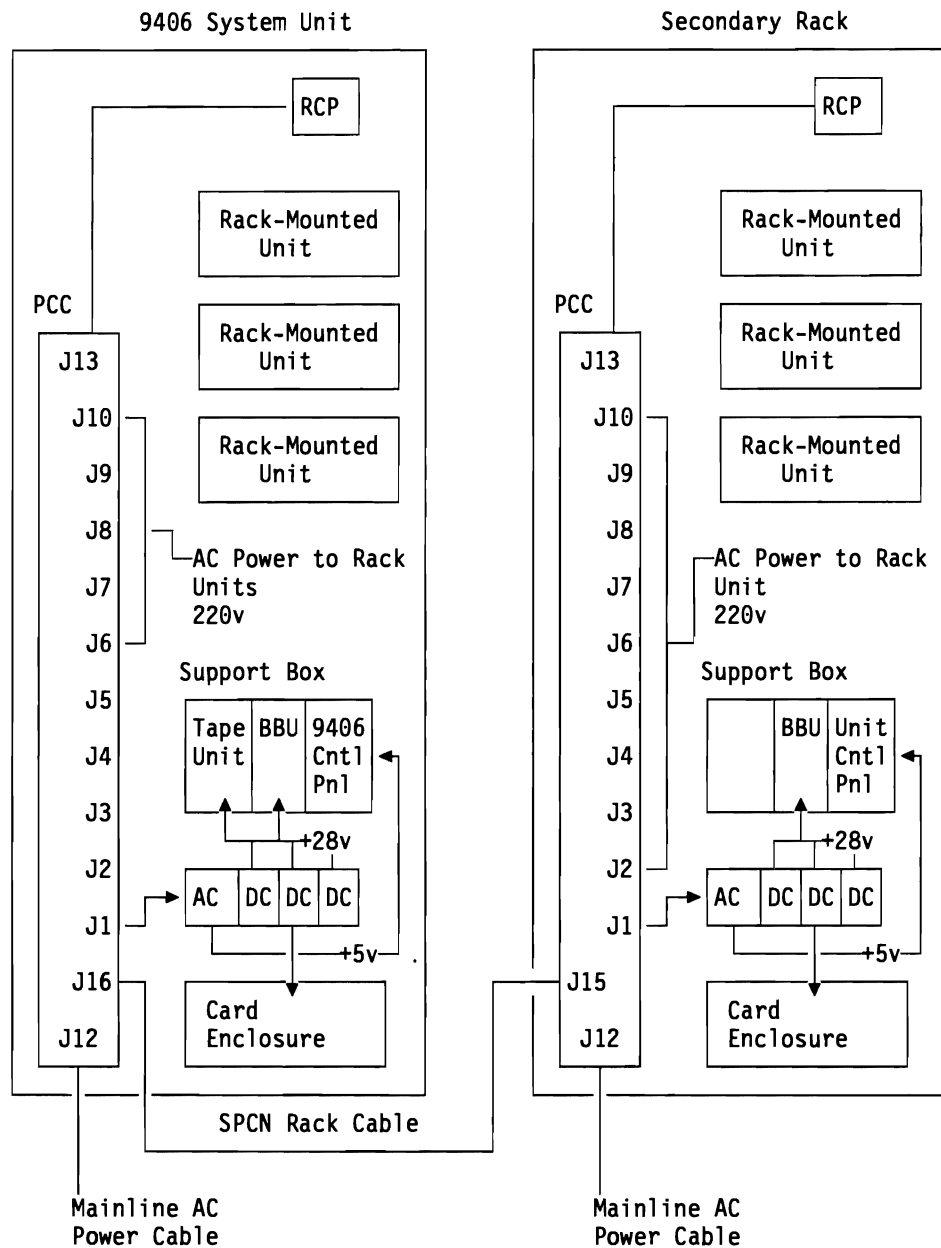 9406 System Unit
RCP
Rack-Mounted
Unit
PCC
Rack-Mounted
Unit
J13
J10
Rack-Mounted
Unit
J9
J8
AC Power to Rack
Units
220v
J7
J6
Support Box
J5
Tape
Unit
BBU
9406
Cntl
Pnl
J4
J3
+28v
J2
AC
DC
DC
DC
J1
+5v
J16
Card
Enclosure
J12
SPCN Rack Cable
Mainline AC
Power Cable
Secondary Rack
RCP
Rack-Mounted
Unit
PCC
Rack-Mounted
Unit
J13
J10
Rack-Mounted
Unit
J9
J8
AC Power to Rack
Unit
220v
J7
J6
Support Box
J5
BBU
Unit
Cntl
Pnl
J4
J3
+28v
J2
AC
DC
DC
DC
J1
+5v
J15
Card
Enclosure
J12
Mainline AC
Power Cable